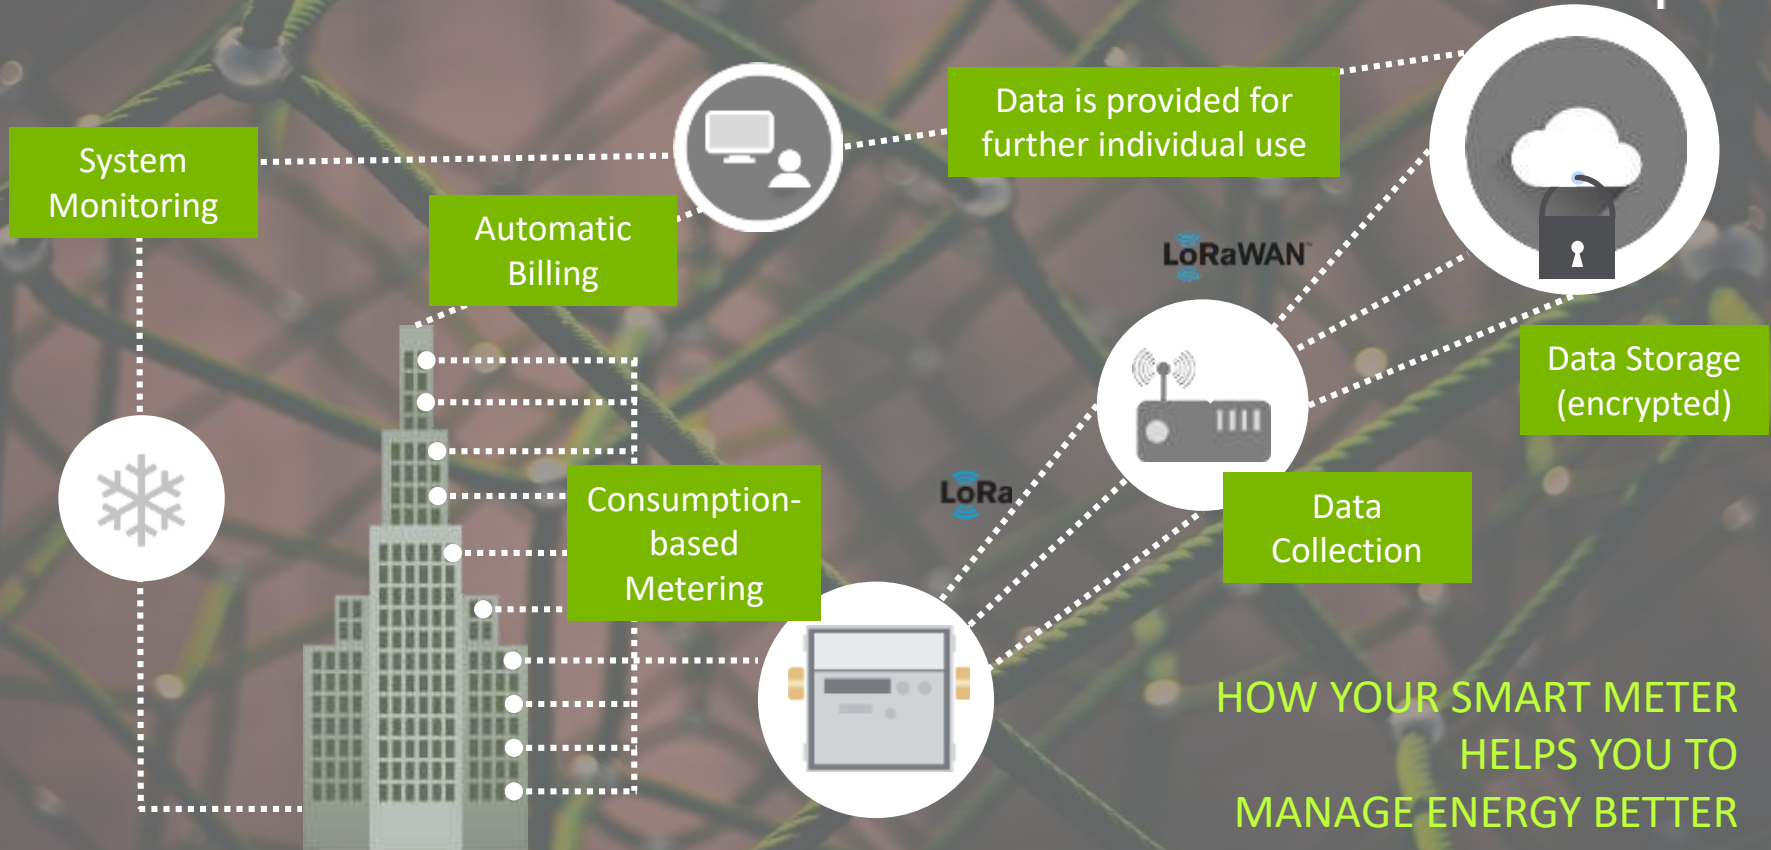 Data is provided for
further individual use
System
Monitoring
Automatic
Billing
LoRaWAN™
Data Storage
(encrypted)
Consumption-
based
Metering
LoRa
Data
Collection
HOW YOUR SMART METER
HELPS YOU TO
MANAGE ENERGY BETTER